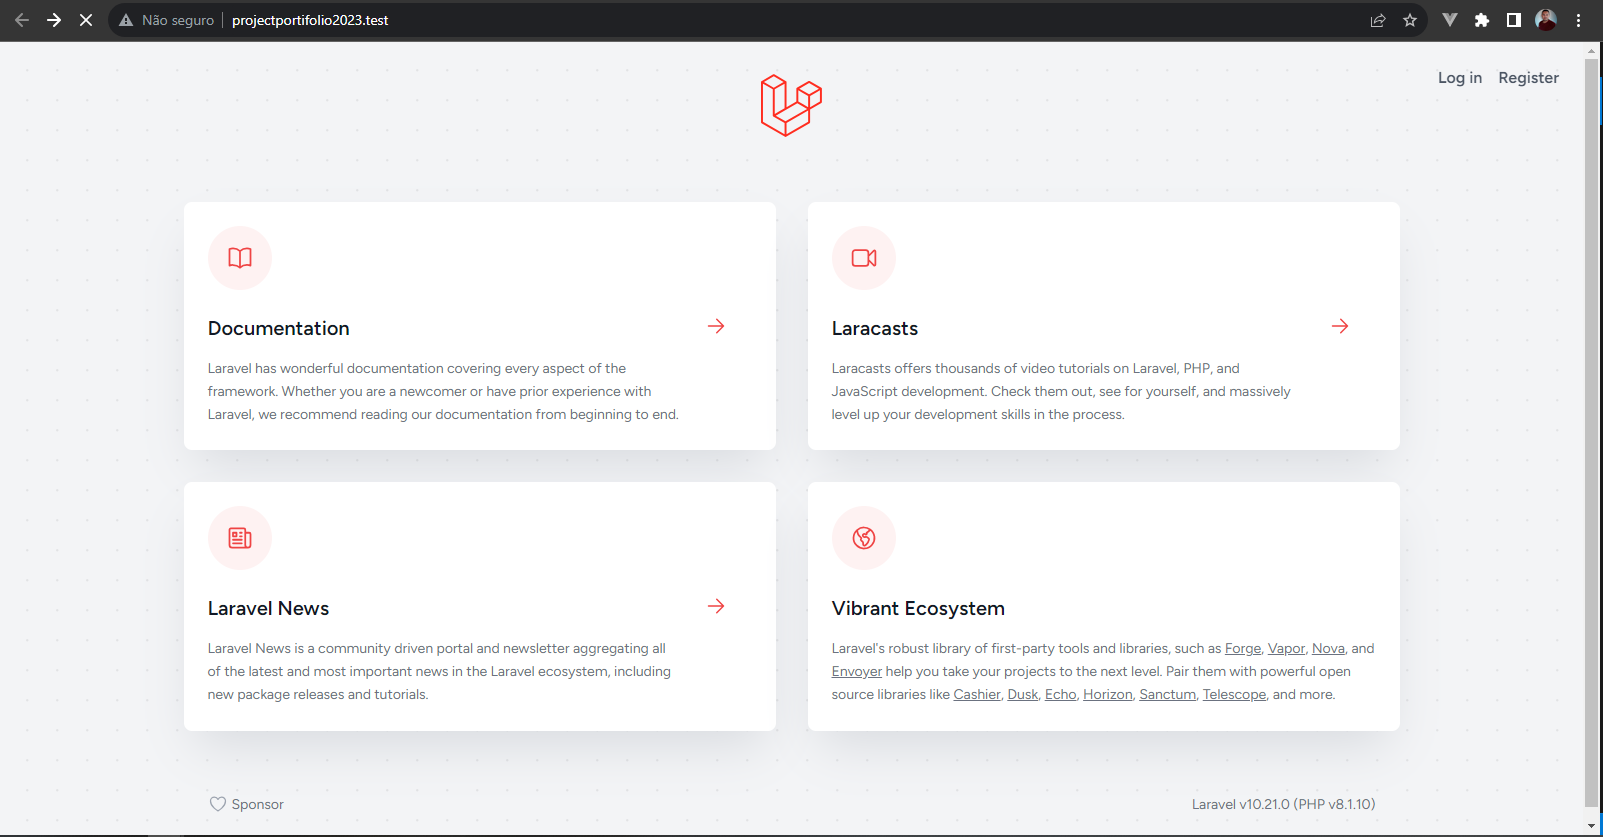 Não seguro
projectportifolio2023.test
Log in Register
Documentation
Laravel has wonderful documentation covering every aspect of the
framework. Whether you are a newcomer or have prior experience with
Laravel, we recommend reading our documentation from beginning to end.
Laracasts
Laracasts offers thousands of video tutorials on Laravel, PHP, and
JavaScript development. Check them out, see for yourself, and massively
level up your development skills in the process.
Laravel News
Laravel News is a community driven portal and newsletter aggregating all
of the latest and most important news in the Laravel ecosystem, including
new package releases and tutorials.
Vibrant Ecosystem
Laravel's robust library of first-party tools and libraries, such as Forge, Vapor, Nova, and
Envoyer help you take your projects to the next level. Pair them with powerful open
source libraries like Cashier, Dusk, Echo, Horizon, Sanctum, Telescope, and more.
Sponsor
Laravel v10.21.0 (PHP v8.1.10)